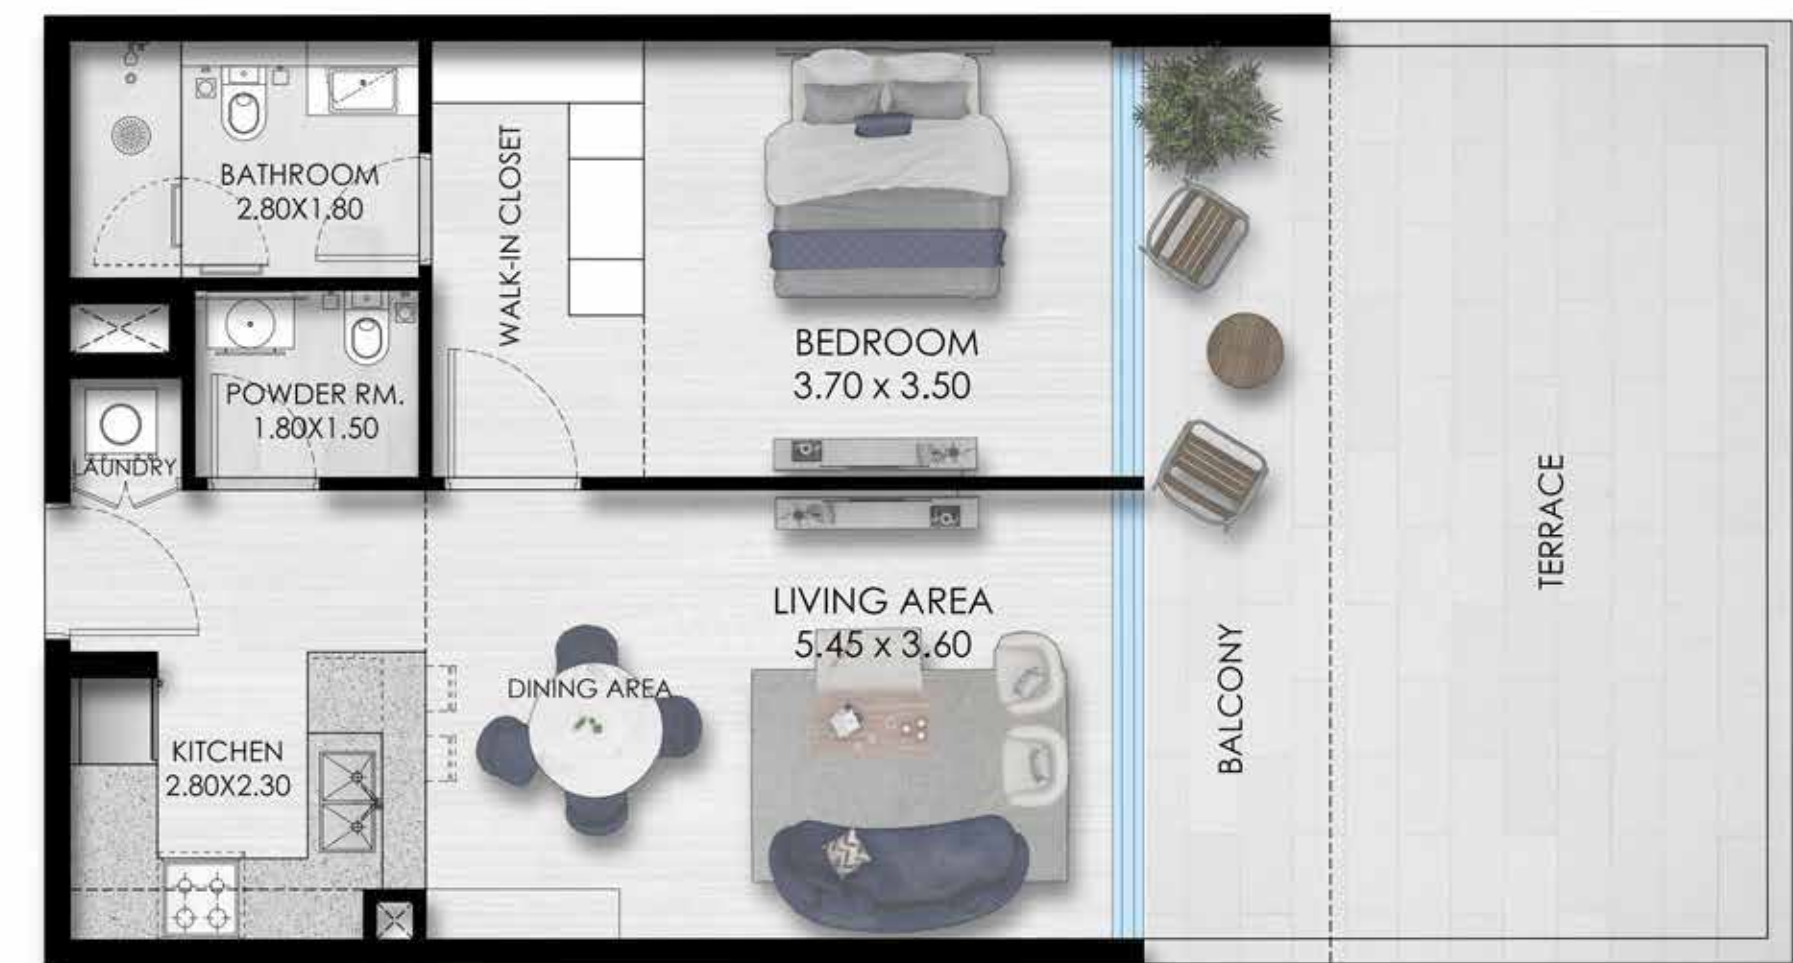 BATHROOM
2.80X1.80
WALK-IN CLOSET
BEDROOM
3.70 x 3.50
POWDER RM.
1.80X1.50
LAUNDRY
LIVING AREA
5.45 x 3.60
DINING AREA
KITCHEN
2.80X2.30
BALCONY
TERRACE